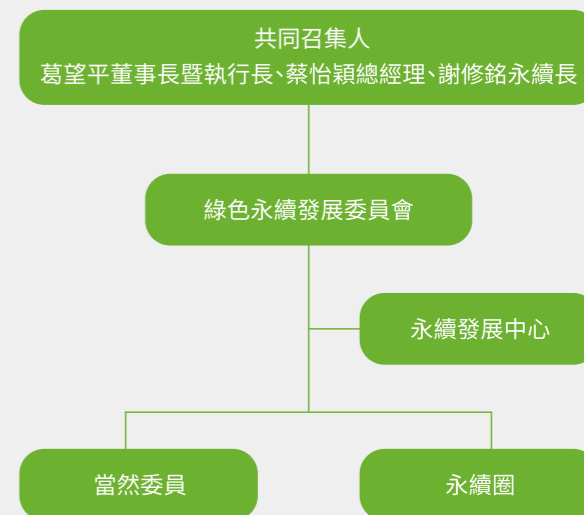 共同召集人
葛望平董事長暨執行長、蔡怡穎總經理、謝修銘永續長
綠色永續發展委員會
永續發展中心
當然委員
永續圈